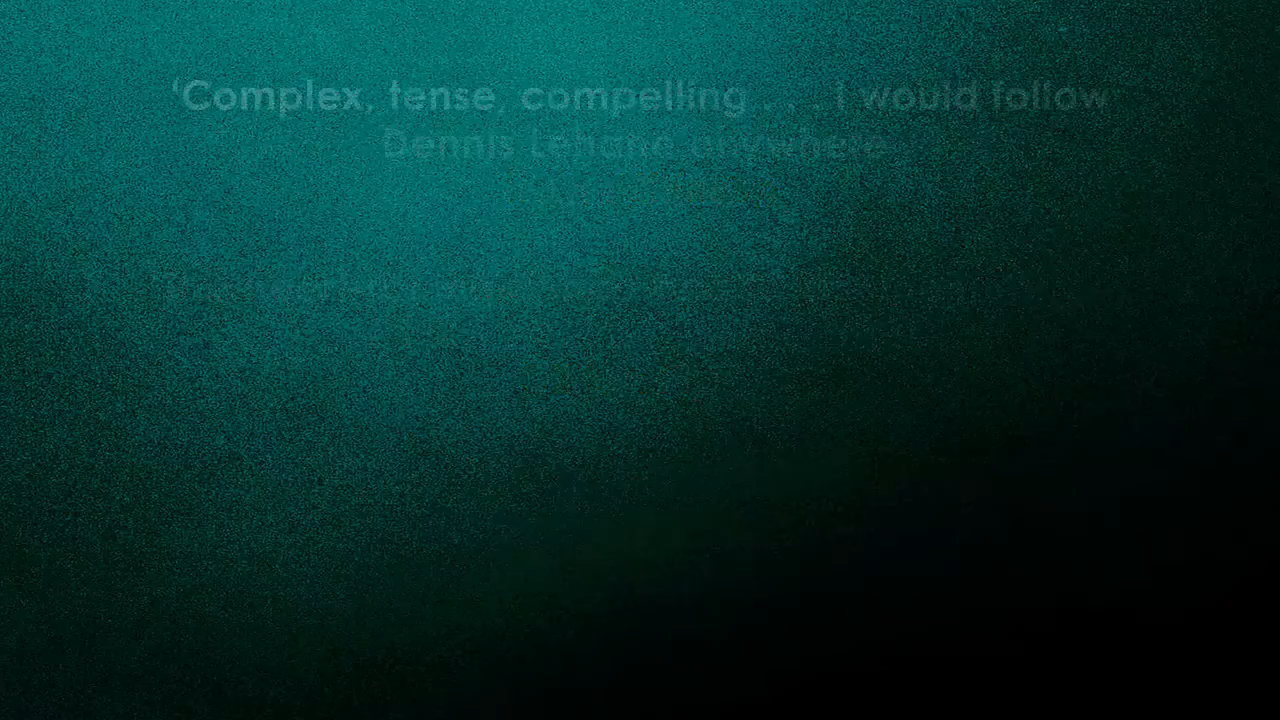 ‘Complex, tense, compelling . . . I would follow
Dennis Lehane anywhere